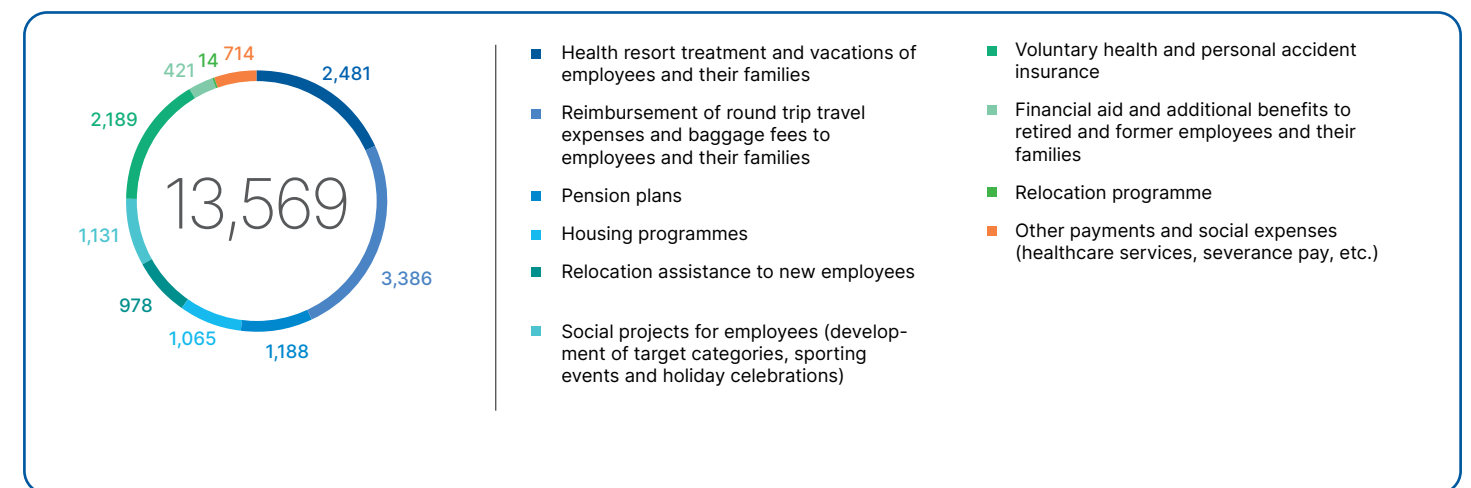 714
14
421
2,481
2,189
13,569
1,131
3,386
978
1,065
1,188
Health resort treatment and vacations of
employees and their families
Reimbursement of round trip travel
expenses and baggage fees to
employees and their families
Pension plans
Housing programmes
Relocation assistance to new employees
Social projects for employees (develop-
ment of target categories, sporting
events and holiday celebrations)
Voluntary health and personal accident
insurance
Financial aid and additional benefits to
retired and former employees and their
families
Relocation programme
Other payments and social expenses
(healthcare services, severance pay, etc.)